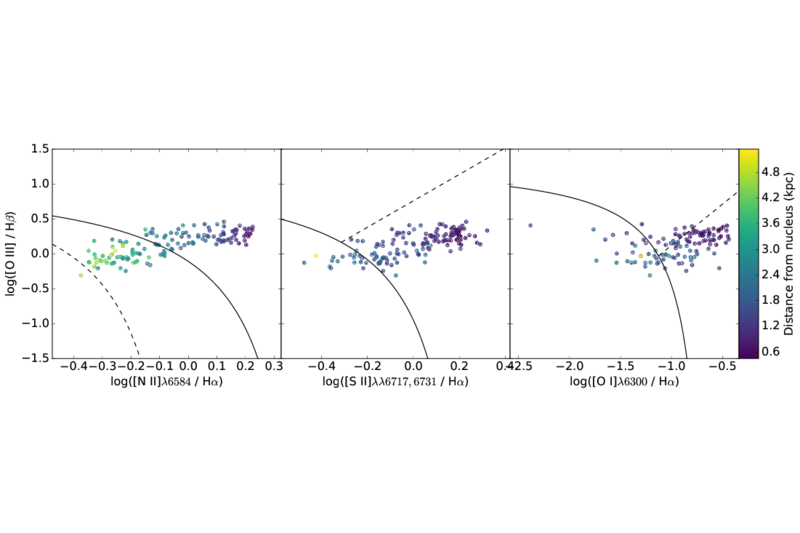 1.5
1.0
0.5
0.0
−0.5
−1.0
−1.5
log([O III] / Hβ)
−0.4 −0.3 −0.2 −0.1 0.0 0.1 0.2 0.3
log([N II]λ6584 / Hα)
−0.4 −0.2 0.0 0.2 0.4
log([S II]λλ6717, 6731 / Hα)
−2.5 −2.0 −1.5 −1.0 −0.5
log([O I]λ6300 / Hα)
4.8
4.2
3.6
3.0
2.4
1.8
1.2
0.6
Distance from nucleus (kpc)